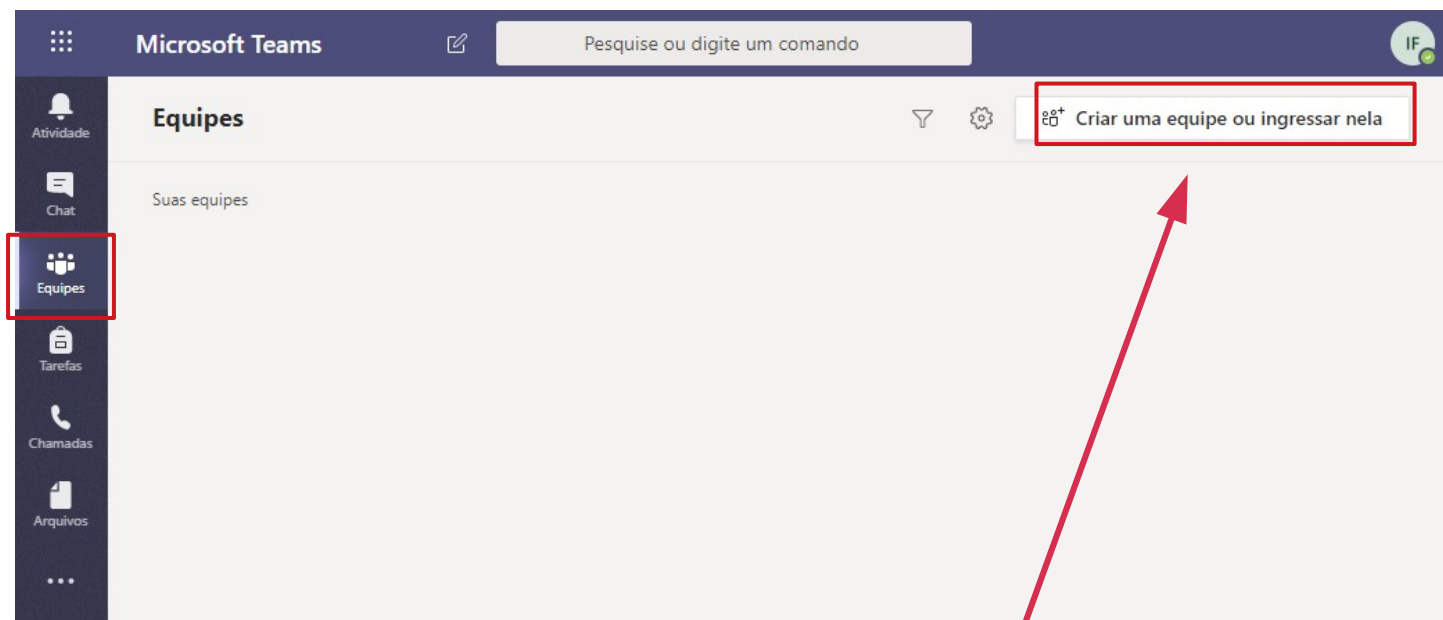 Microsoft Teams
Pesquise ou digite um comando
IF
Atividade
Equipes
Criar uma equipe ou ingressar nela
Chat
Suas equipes
Equipes
Tarefas
Chamadas
Arquivos